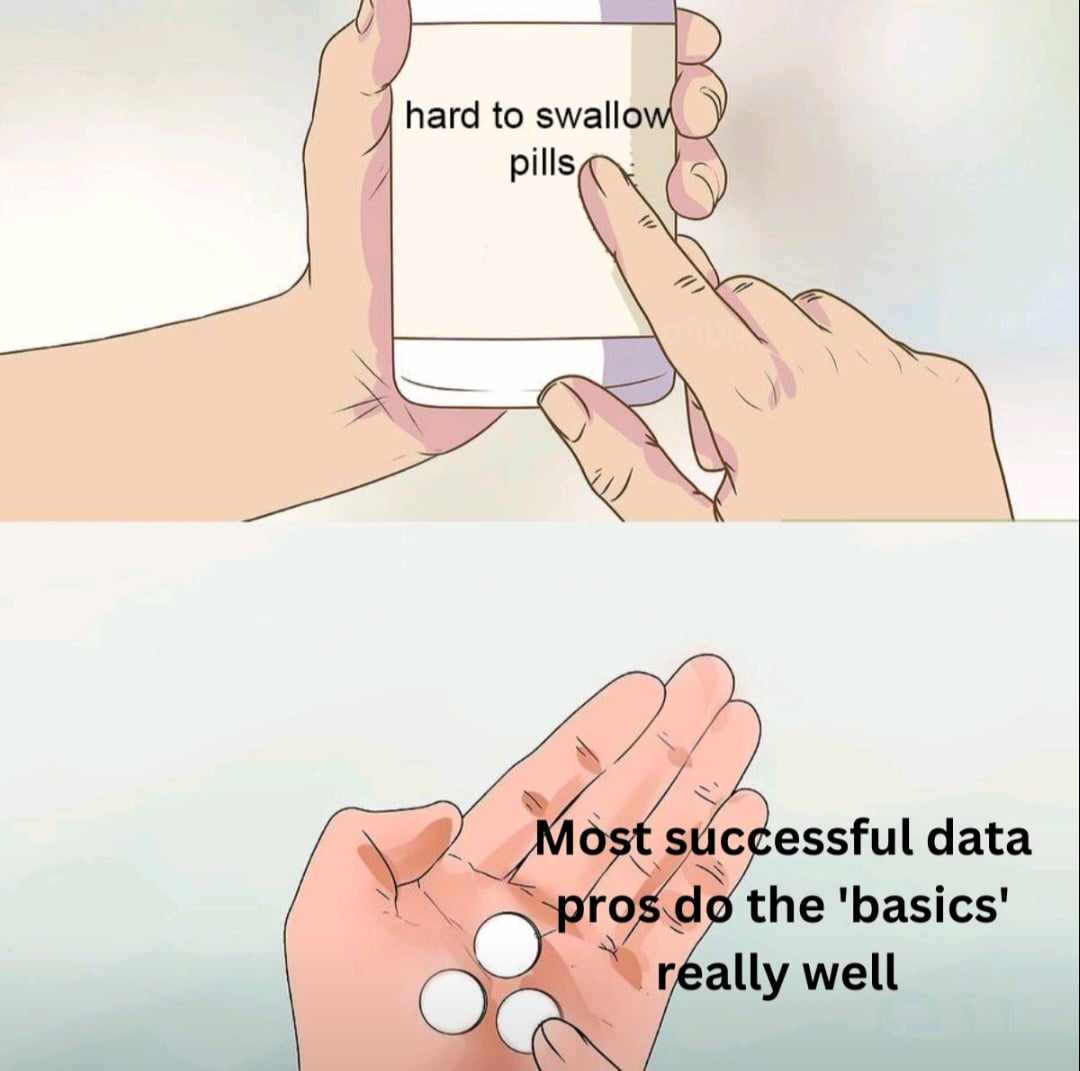 hard to swallow
pills
Most successful data
pros do the 'basics'
really well